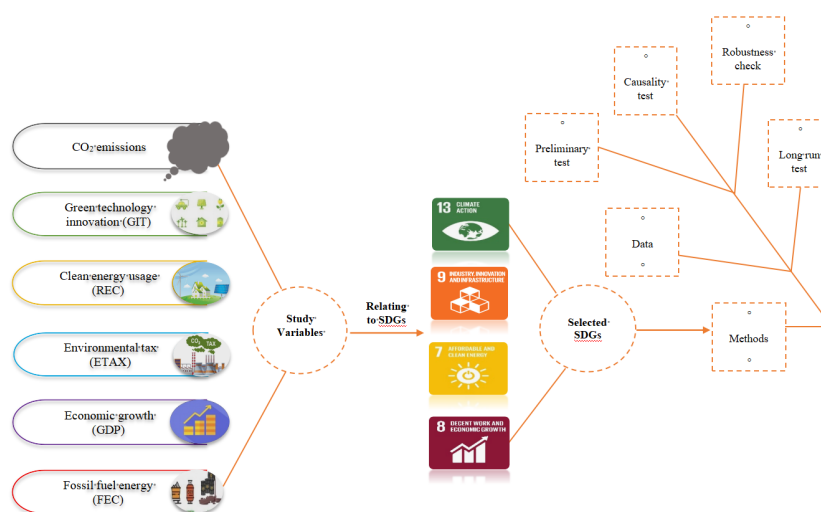 CO₂ emissions
Green technology
innovation (GIT)
Clean energy usage
(REC)
Environmental tax
(ETAX)
CO₂
TAX
Economic growth
(GDP)
Fossil fuel energy
(FEC)
Study
Variables
Relating
to SDGs
13 CLIMATE
ACTION
9 INDUSTRY, INNOVATION
AND INFRASTRUCTURE
7 AFFORDABLE AND
CLEAN ENERGY
8 DECENT WORK AND
ECONOMIC GROWTH
Selected
SDGs
Methods
Data
Preliminary
test
Causality
test
Robustness
check
Long-run
test